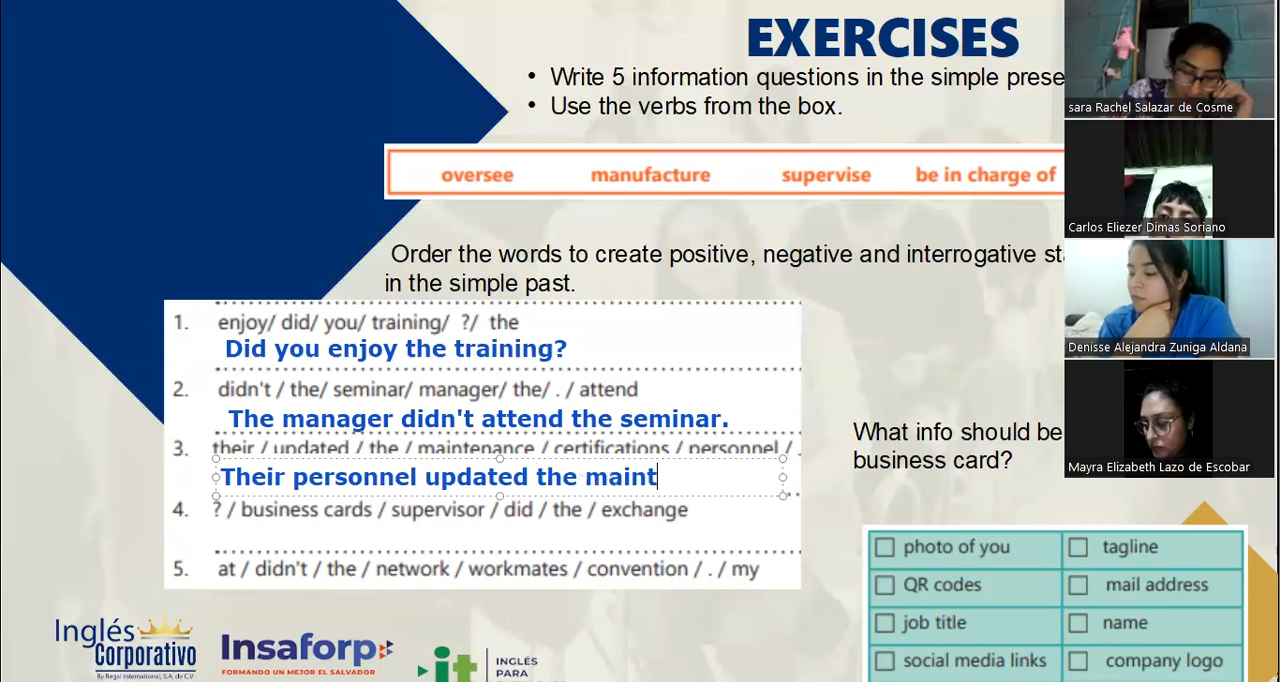 EXERCISES
• Write 5 information questions in the simple prese
• Use the verbs from the box.
oversee manufacture supervise be in charge of
Order the words to create positive, negative and interrogative st
in the simple past.
1. enjoy/ did/ you/ training/ ?/ the
Did you enjoy the training?
2. didn't / the/ seminar/ manager/ the/ . / attend
The manager didn't attend the seminar.
3. their / updated / the / maintenance / certifications / personnel / .
Their personnel updated the maint
4. ? / business cards / supervisor / did / the / exchange
5. at / didn't / the / network / workmates / convention / . / my
What info should be
business card?
photo of you tagline
QR codes mail address
job title name
social media links company logo
sara Rachel Salazar de Cosme
Carlos Eliezer Dimas Soriano
Denisse Alejandra Zuniga Aldana
Mayra Elizabeth Lazo de Escobar
Inglés
Corporativo
By Regal International, S.A. de C.V.
Insaforp
FORMANDO UN MEJOR EL SALVADOR
it
INGLÉS
PARA